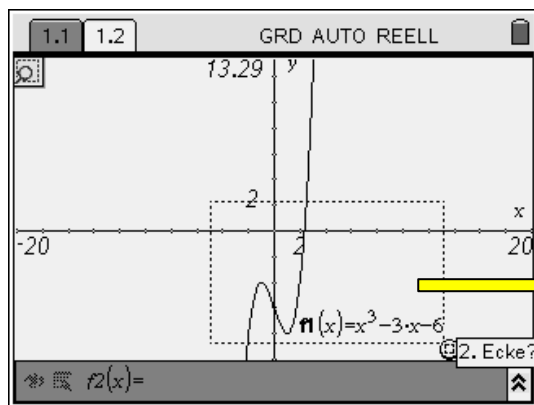 1.1 1.2 GRD AUTO REELL
13.29 y
2
x
-20 2 20
f1(x)=x³-3·x-6
2. Ecke?
f2(x)=